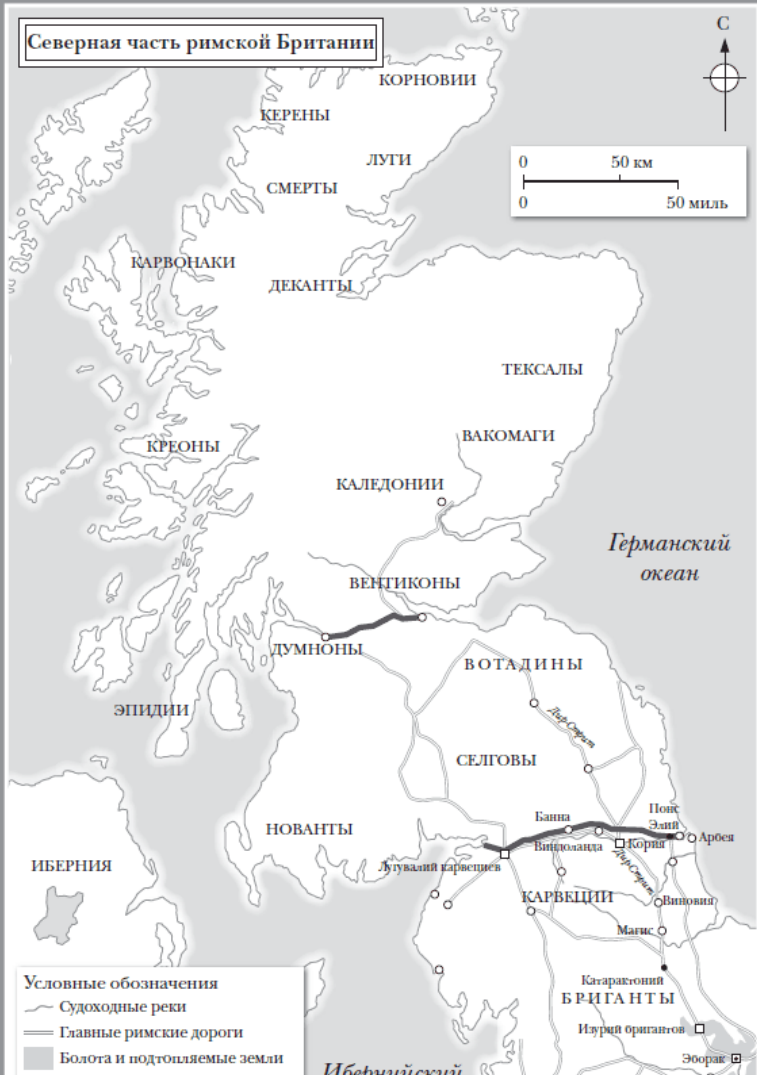 Северная часть римской Британии
С
КОРНОВИИ
КЕРЕНЫ
ЛУГИ
0 50 км
0 50 миль
СМЕРТЫ
КАРВОНАКИ
ДЕКАНТЫ
ТЕКСАЛЫ
ВАКОМАГИ
КРЕОНЫ
КАЛЕДОНИИ
Германский
океан
ВЕНТИКОНЫ
ДУМНОНЫ
ВОТАДИНЫ
ЭПИДИИ
Дир-Стрит
СЕЛГОВЫ
НОВАНТЫ
Банна
Понс
Элий
Арбея
Виндоланда
Кория
ИБЕРНИЯ
Лугувалий карвециев
Дир-Стрит
КАРВЕЦИИ
Виновия
Магис
Катарактоний
БРИГАНТЫ
Изурий бригантов
Эборак
Условные обозначения
Судоходные реки
Главные римские дороги
Болота и подтопляемые земли
Ибернийский